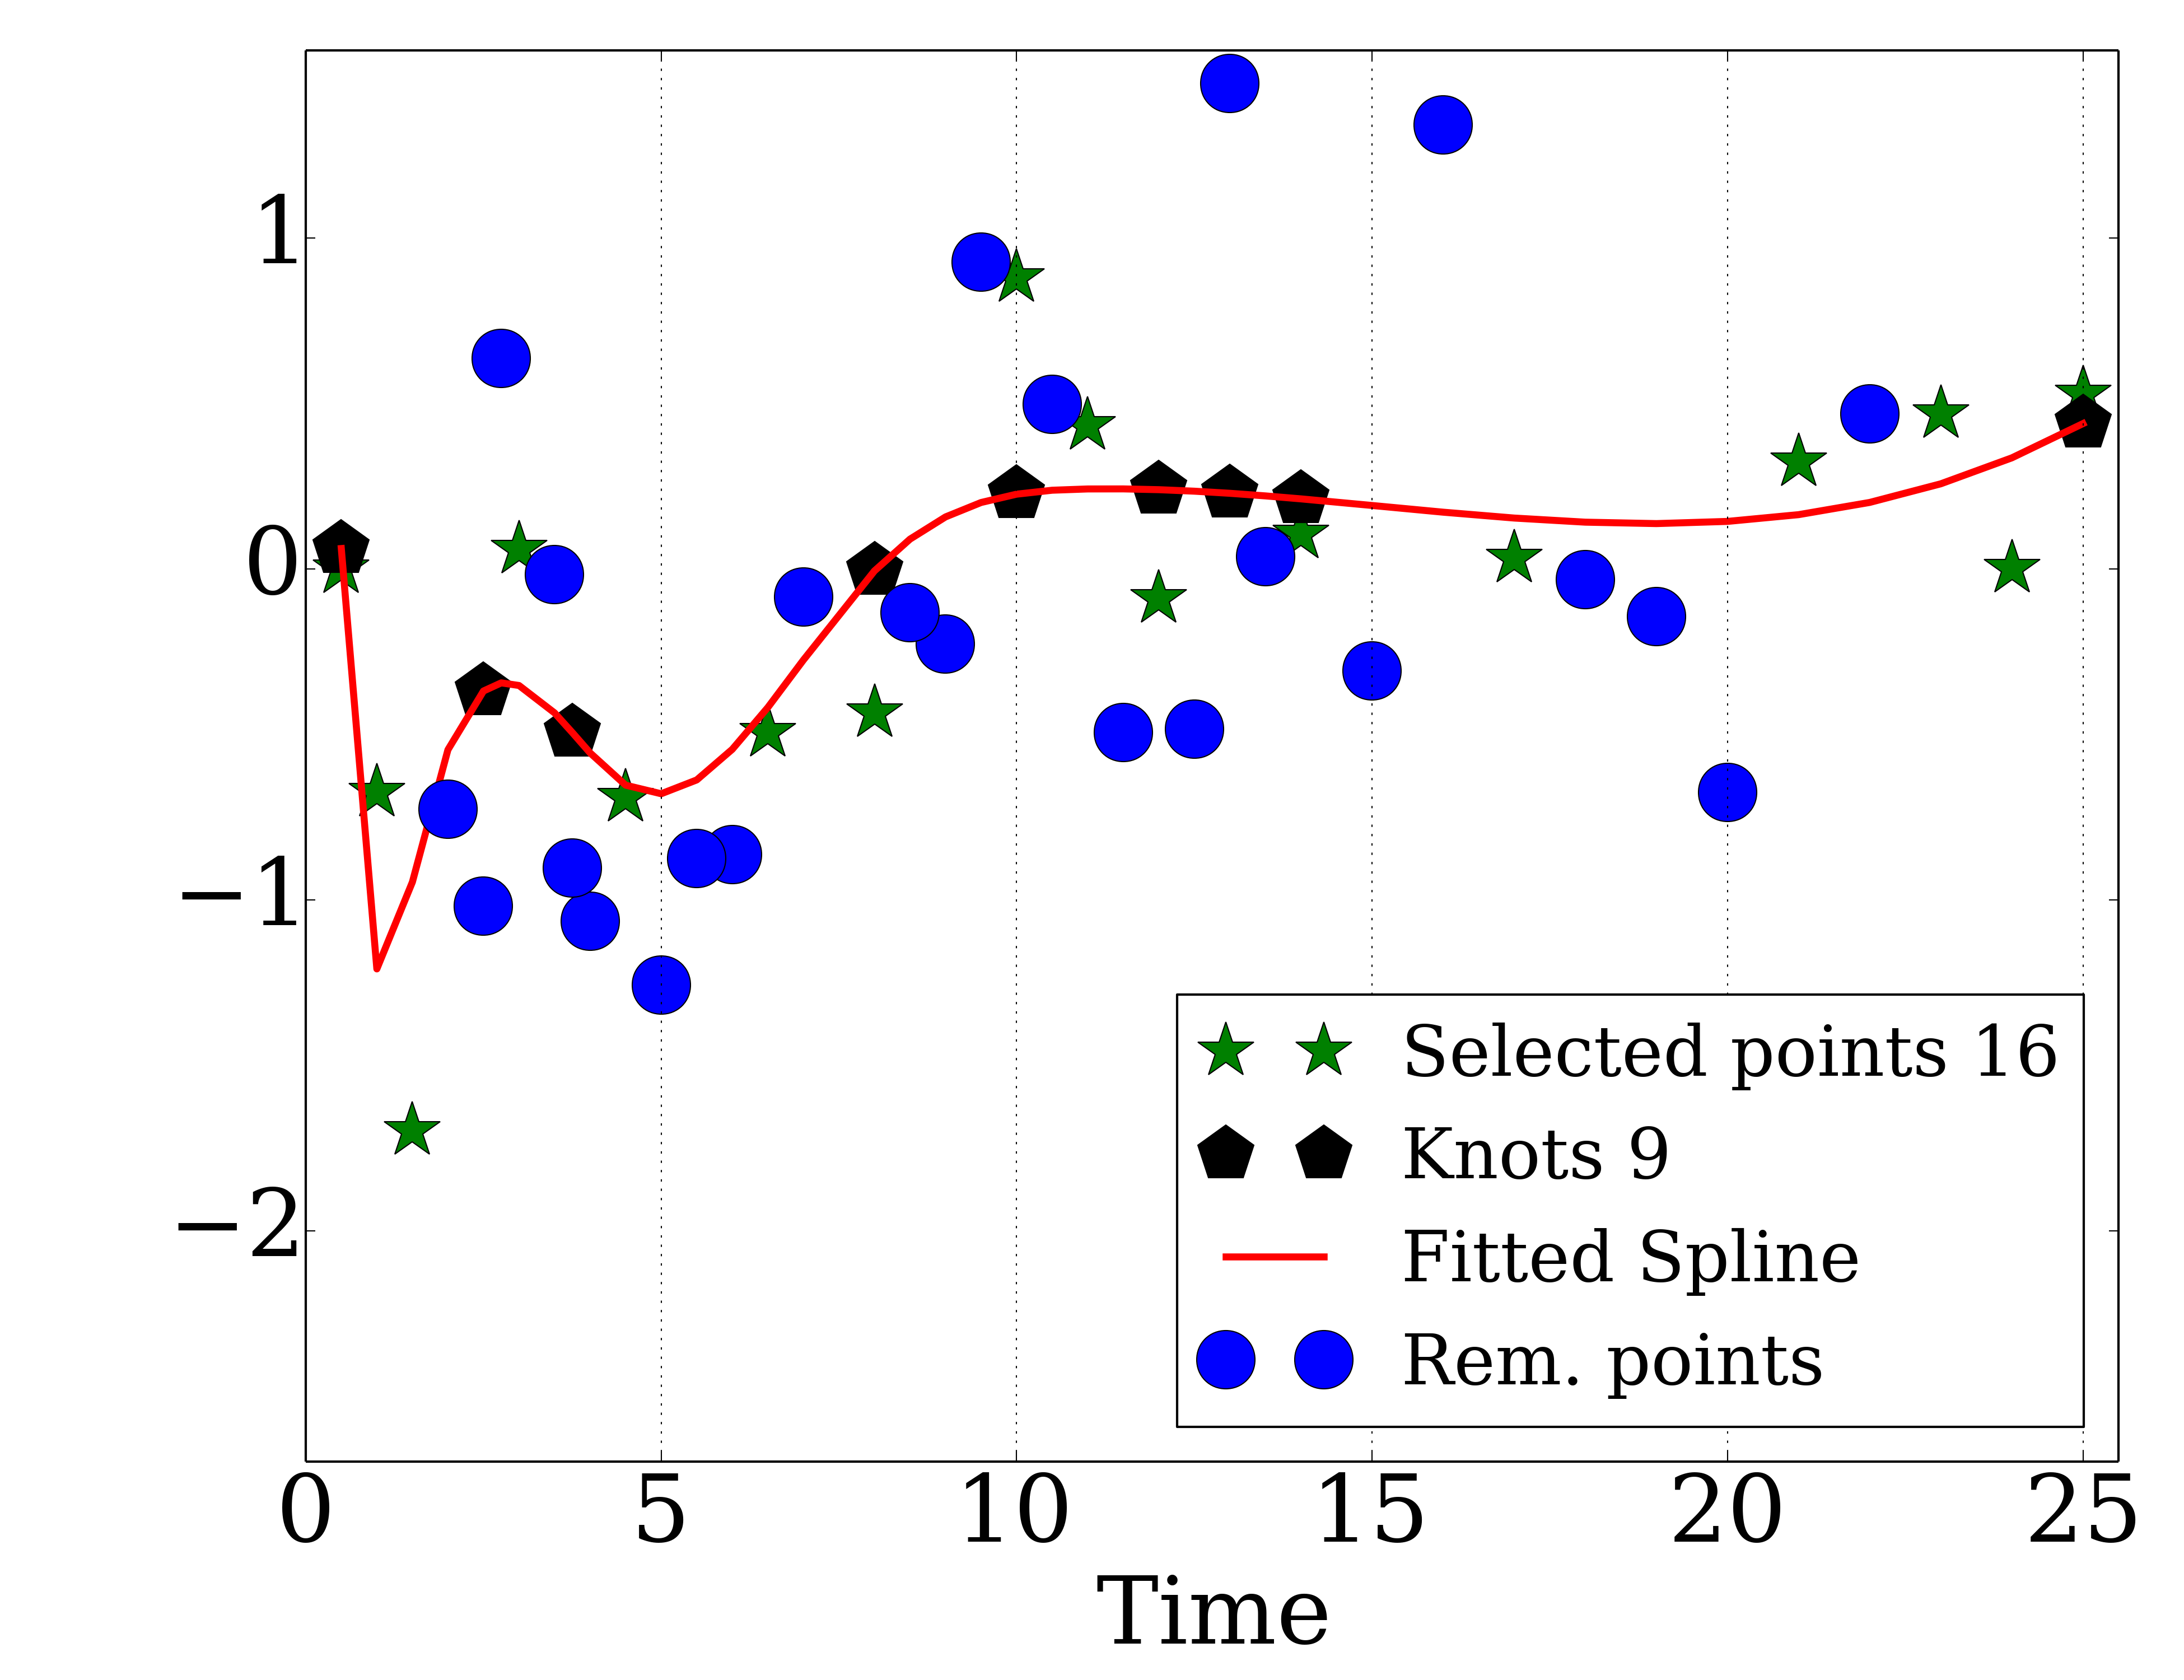 1
0
−1
−2
Selected points 16
Knots 9
Fitted Spline
Rem. points
0 5 10 15 20 25
Time